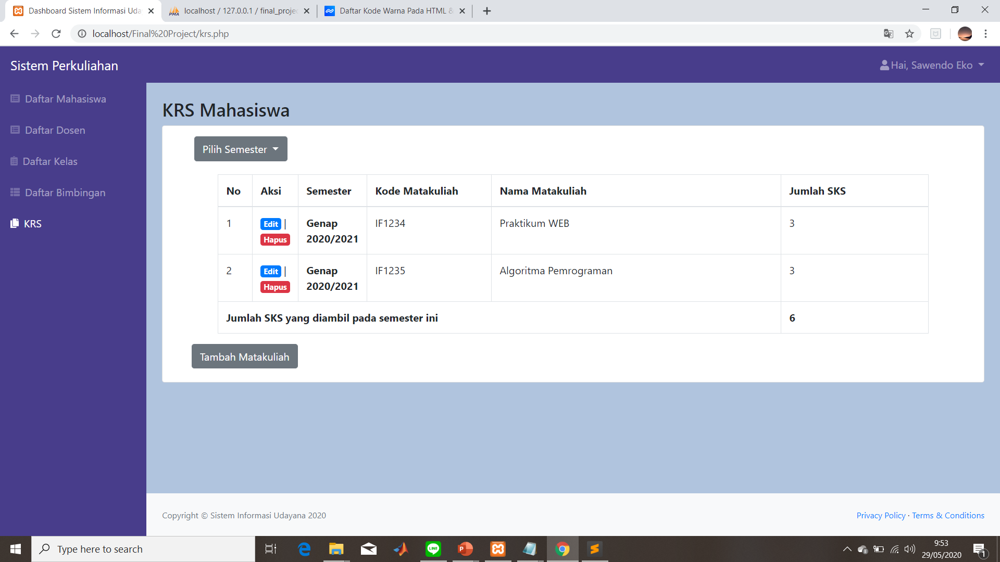 Dashboard Sistem Informasi Uda
localhost / 127.0.0.1 / final_projec
Daftar Kode Warna Pada HTML &
localhost/Final%20Project/krs.php
Sistem Perkuliahan
Hai, Sawendo Eko
Daftar Mahasiswa
Daftar Dosen
Daftar Kelas
Daftar Bimbingan
KRS
KRS Mahasiswa
Pilih Semester
No Aksi Semester Kode Matakuliah Nama Matakuliah Jumlah SKS
1 Edit | Genap IF1234 Praktikum WEB 3
Hapus 2020/2021
2 Edit | Genap IF1235 Algoritma Pemrograman 3
Hapus 2020/2021
Jumlah SKS yang diambil pada semester ini 6
Tambah Matakuliah
Copyright © Sistem Informasi Udayana 2020
Privacy Policy · Terms & Conditions
Type here to search
9:53
29/05/2020
1